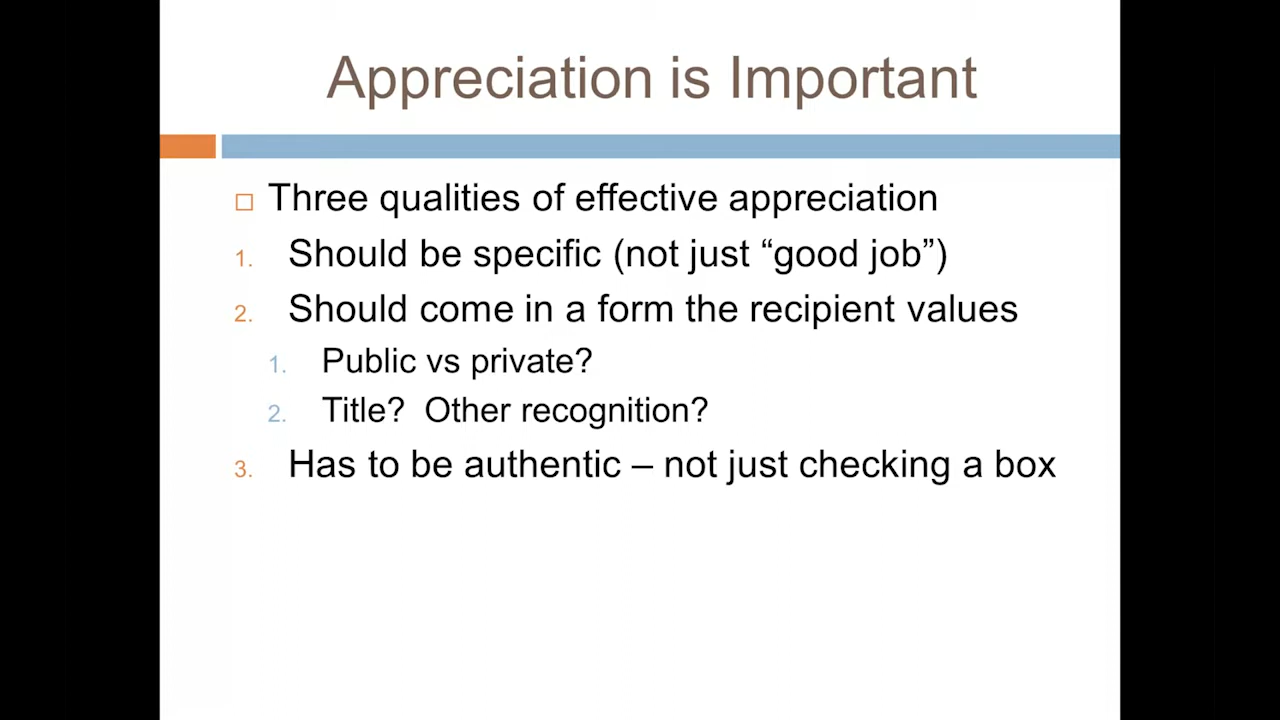 Appreciation is Important
Three qualities of effective appreciation
1. Should be specific (not just “good job”)
2. Should come in a form the recipient values
1. Public vs private?
2. Title?  Other recognition?
3. Has to be authentic – not just checking a box